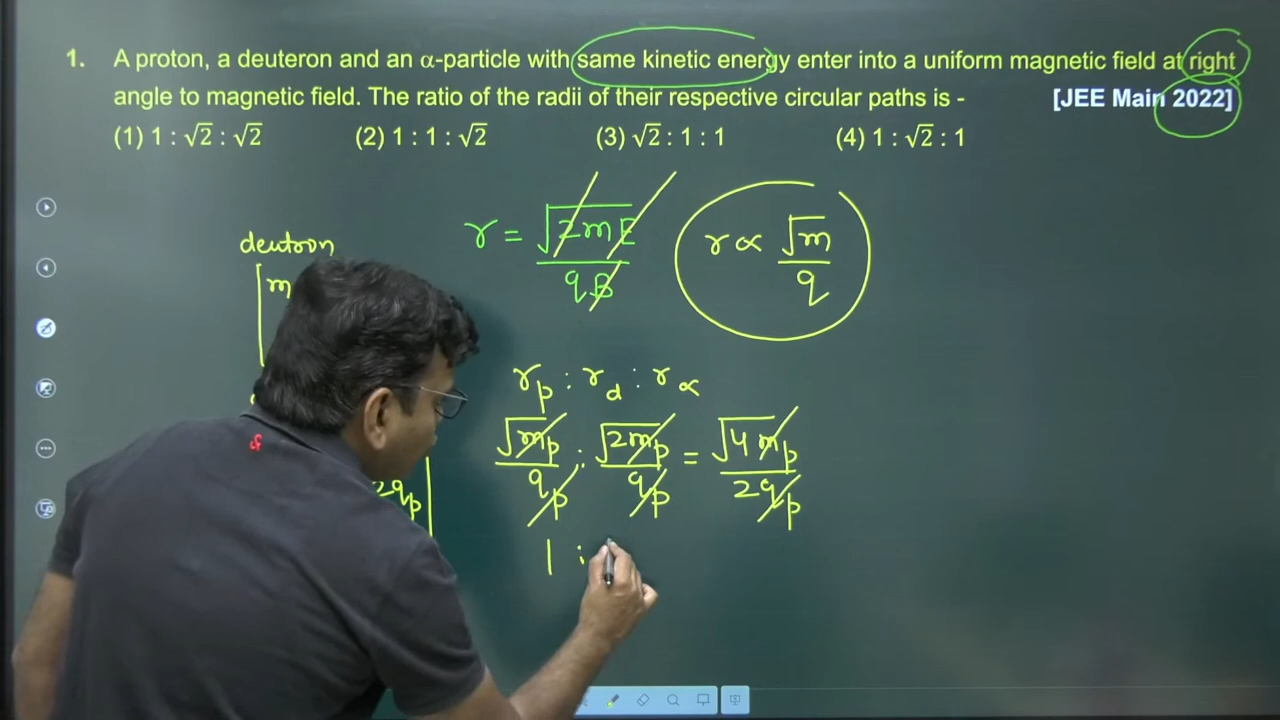 1. A proton, a deuteron and an α-particle with same kinetic energy enter into a uniform magnetic field at right
angle to magnetic field. The ratio of the radii of their respective circular paths is - [JEE Main 2022]
(1) 1 : √2 : √2 (2) 1 : 1 : √2 (3) √2 : 1 : 1 (4) 1 : √2 : 1
r = √2mE / qB
r ∝ √m / q
deutron
m
r_p : r_d : r_α
√m_p / q_p : √2m_p / q_p = √4m_p / 2q_p
2q_p
1 :